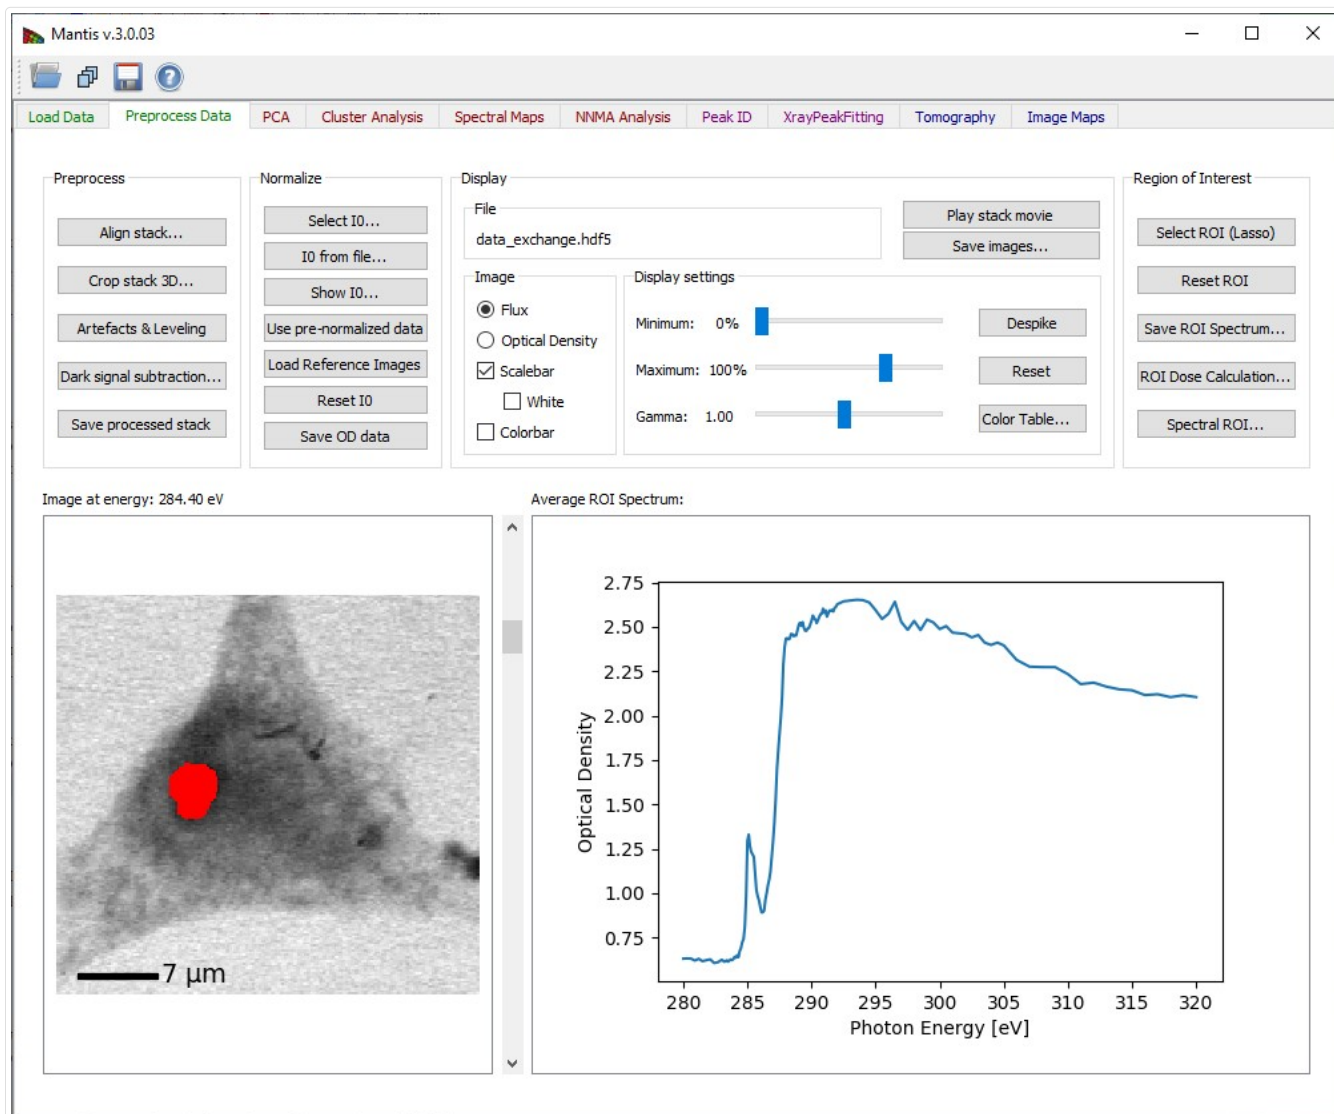 Mantis v.3.0.03
Load Data
Preprocess Data
PCA
Cluster Analysis
Spectral Maps
NNMA Analysis
Peak ID
XrayPeakFitting
Tomography
Image Maps
Preprocess
Align stack...
Crop stack 3D...
Artefacts & Leveling
Dark signal subtraction...
Save processed stack
Normalize
Select I0...
I0 from file...
Show I0...
Use pre-normalized data
Load Reference Images
Reset I0
Save OD data
Display
File
data_exchange.hdf5
Play stack movie
Save images...
Image
Flux
Optical Density
Scalebar
White
Colorbar
Display settings
Minimum: 0%
Maximum: 100%
Gamma: 1.00
Despike
Reset
Color Table...
Region of Interest
Select ROI (Lasso)
Reset ROI
Save ROI Spectrum...
ROI Dose Calculation...
Spectral ROI...
Image at energy: 284.40 eV
7 µm
Average ROI Spectrum:
2.75
2.50
2.25
2.00
1.75
1.50
1.25
1.00
0.75
Optical Density
280 285 290 295 300 305 310 315 320
Photon Energy [eV]